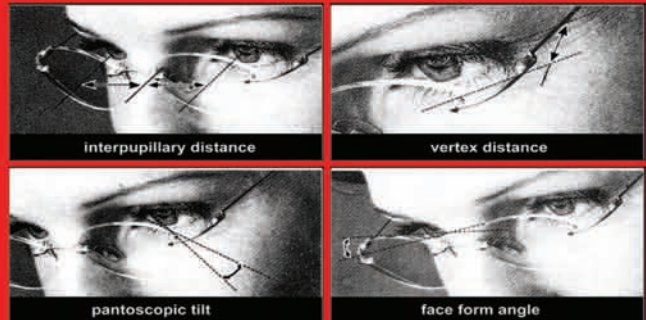 interpupillary distance
vertex distance
pantoscopic tilt
face form angle